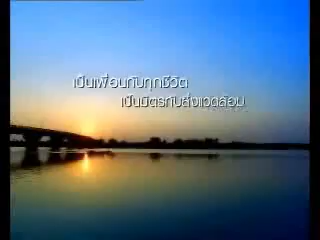 เป็นเพื่อนกับทุกชีวิต
เป็นมิตรกับสิ่งแวดล้อม